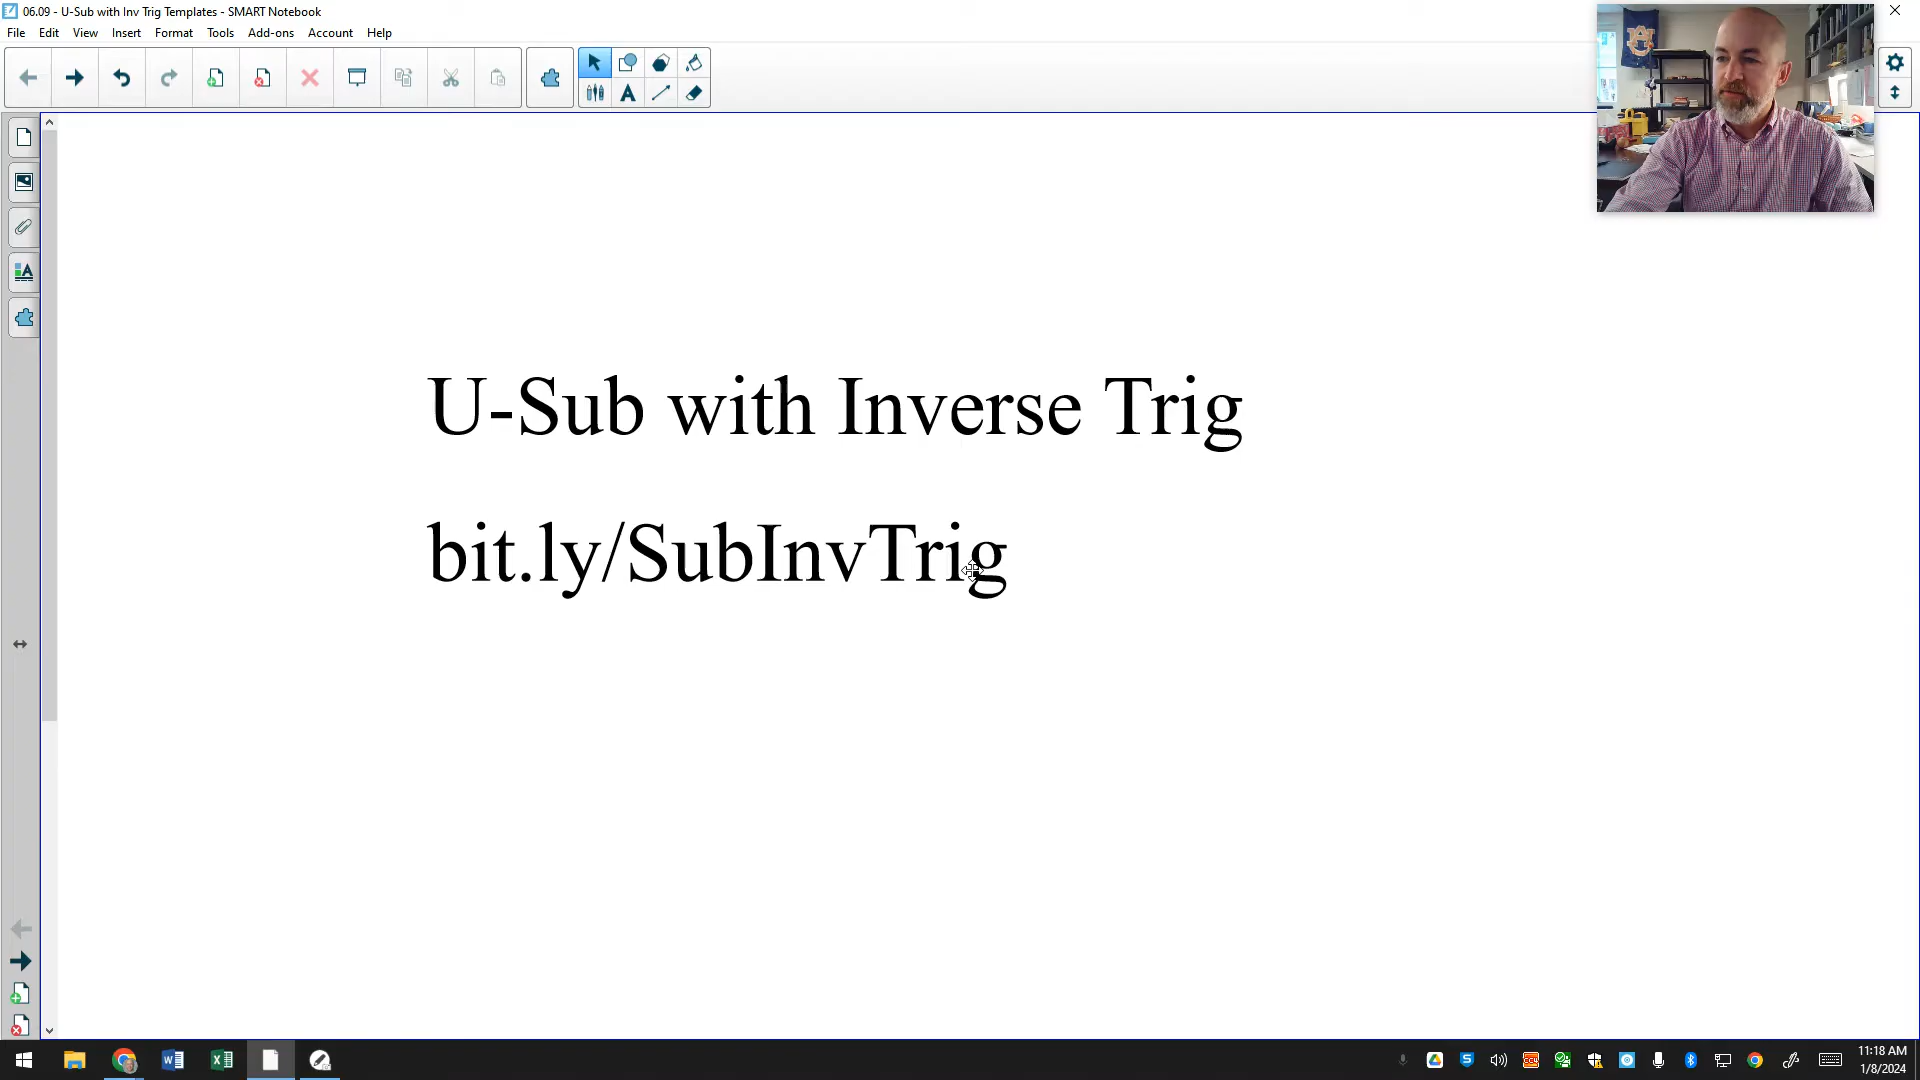 06.09 - U-Sub with Inv Trig Templates - SMART Notebook
File Edit View Insert Format Tools Add-ons Account Help
U-Sub with Inverse Trig
bit.ly/SubInvTrig
11:18 AM
1/8/2024